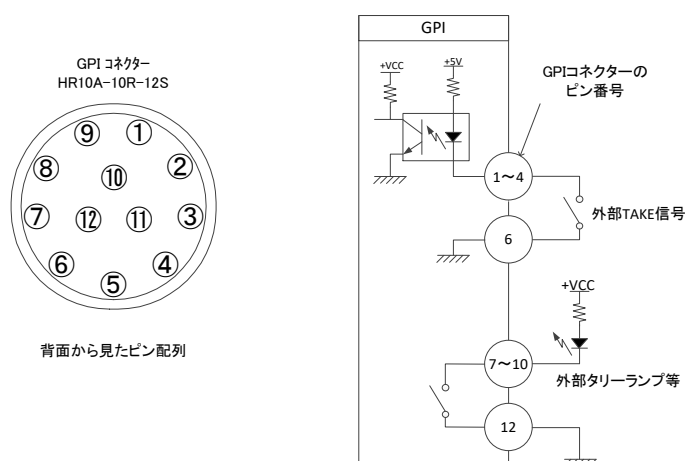 GPI コネクター
HR10A-10R-12S
⑨ ①
⑧ ②
⑩
⑦ ⑫ ⑪ ③
⑥ ④
⑤
背面から見たピン配列
GPI
+VCC
+5V
GPIコネクターの
ピン番号
1～4
外部TAKE信号
6
+VCC
7～10
外部タリーランプ等
12